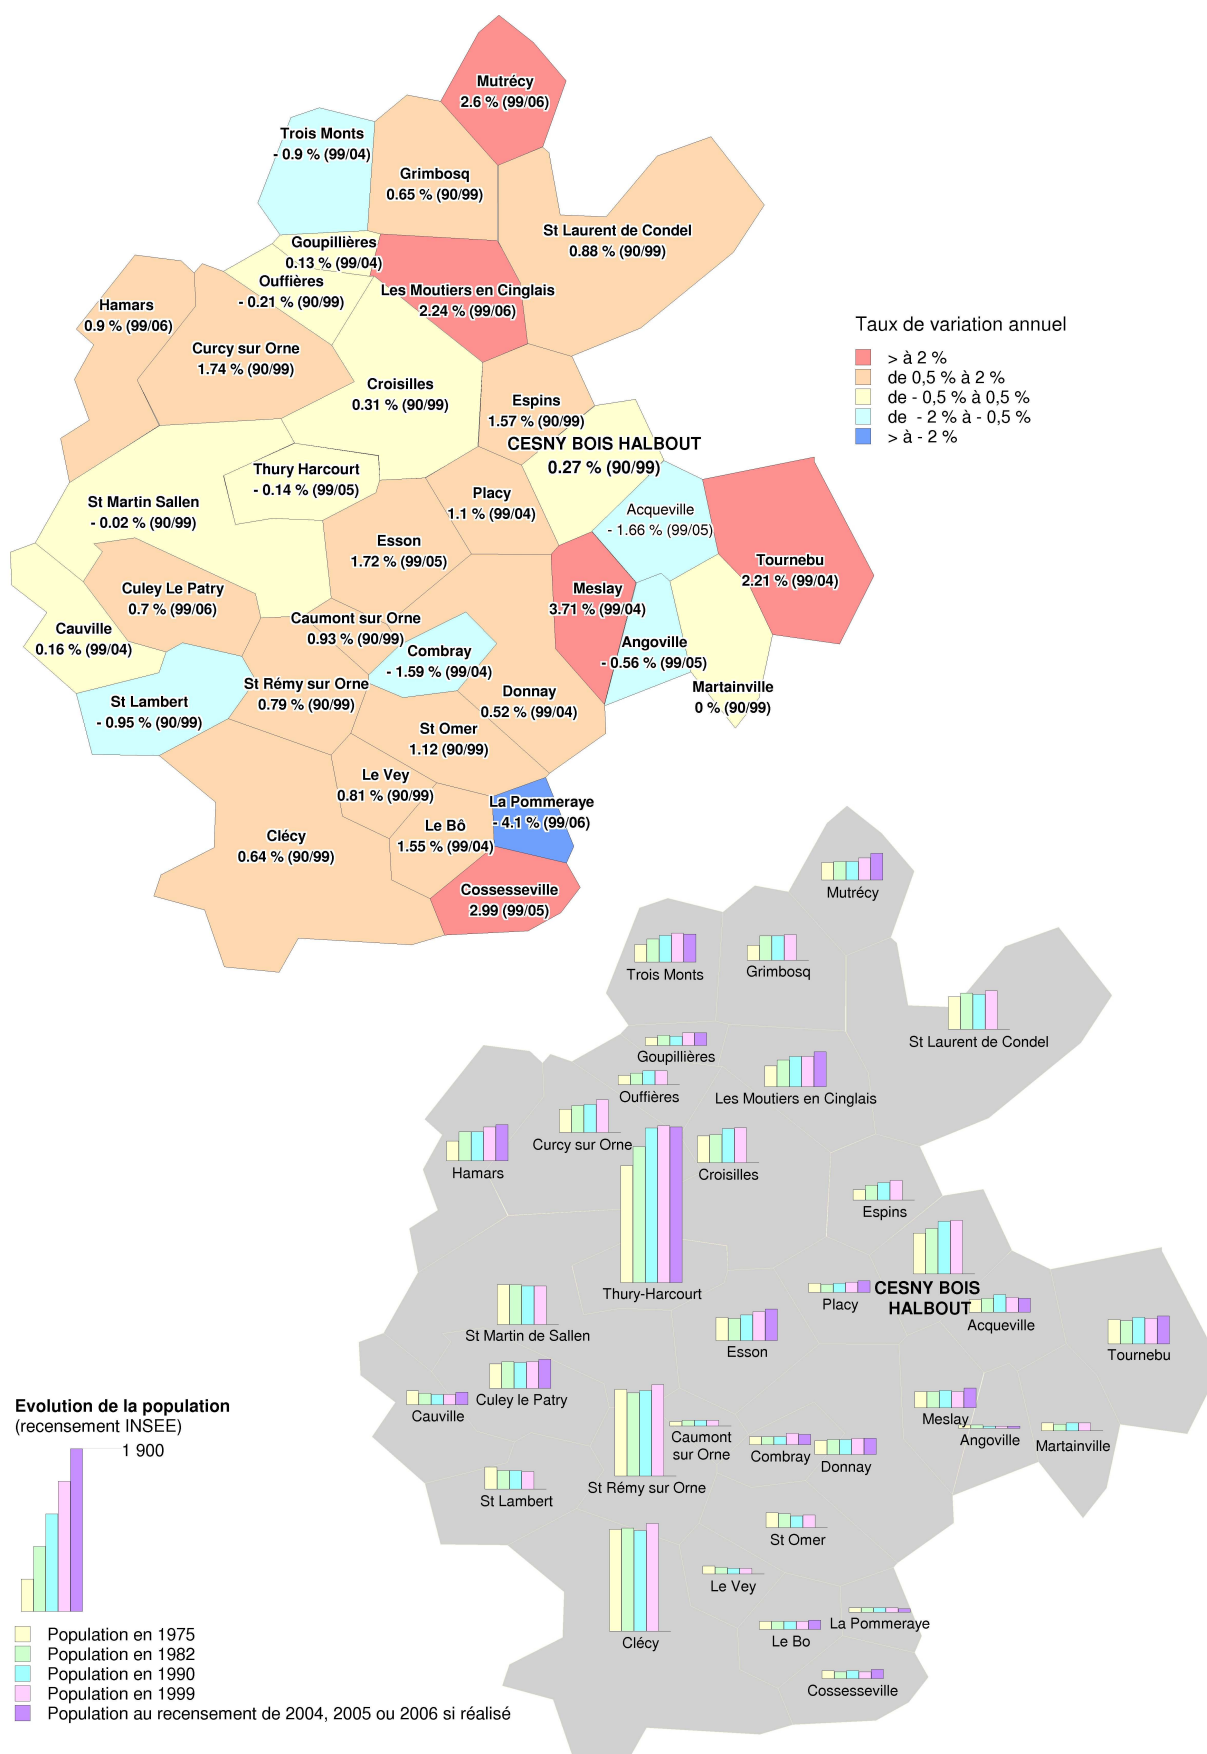 Mutrécy
2.6 % (99/06)
Trois Monts
- 0.9 % (99/04)
Grimbosq
0.65 % (90/99)
St Laurent de Condel
0.88 % (90/99)
Goupillières
0.13 % (99/04)
Ouffières
- 0.21 % (90/99)
Les Moutiers en Cinglais
2.24 % (99/06)
Hamars
0.9 % (99/06)
Curcy sur Orne
1.74 % (90/99)
Croisilles
0.31 % (90/99)
Espins
1.57 % (90/99)
CESNY BOIS HALBOUT
0.27 % (90/99)
Thury Harcourt
- 0.14 % (99/05)
St Martin Sallen
- 0.02 % (90/99)
Placy
1.1 % (99/04)
Acqueville
- 1.66 % (99/05)
Esson
1.72 % (99/05)
Tournebu
2.21 % (99/04)
Culey Le Patry
0.7 % (99/06)
Meslay
3.71 % (99/04)
Caumont sur Orne
0.93 % (90/99)
Cauville
0.16 % (99/04)
Combray
- 1.59 % (99/04)
Angoville
- 0.56 % (99/05)
St Rémy sur Orne
0.79 % (90/99)
Donnay
0.52 % (99/04)
Martainville
0 % (90/99)
St Lambert
- 0.95 % (90/99)
St Omer
1.12 (90/99)
Le Vey
0.81 % (90/99)
La Pommeraye
- 4.1 % (99/06)
Le Bô
1.55 % (99/04)
Clécy
0.64 % (90/99)
Cossesseville
2.99 (99/05)
Taux de variation annuel
> à 2 %
de 0,5 % à 2 %
de - 0,5 % à 0,5 %
de - 2 % à - 0,5 %
> à - 2 %
Mutrécy
Trois Monts
Grimbosq
St Laurent de Condel
Goupillières
Ouffières
Les Moutiers en Cinglais
Curcy sur Orne
Hamars
Croisilles
Espins
Thury-Harcourt
CESNY BOIS
HALBOUT
Placy
Acqueville
St Martin de Sallen
Esson
Tournebu
Culey le Patry
Cauville
Meslay
Caumont
sur Orne
Angoville
Martainville
Combray
Donnay
St Rémy sur Orne
St Lambert
St Omer
Le Vey
La Pommeraye
Le Bo
Clécy
Cossesseville
Evolution de la population
(recensement INSEE)
1 900
Population en 1975
Population en 1982
Population en 1990
Population en 1999
Population au recensement de 2004, 2005 ou 2006 si réalisé